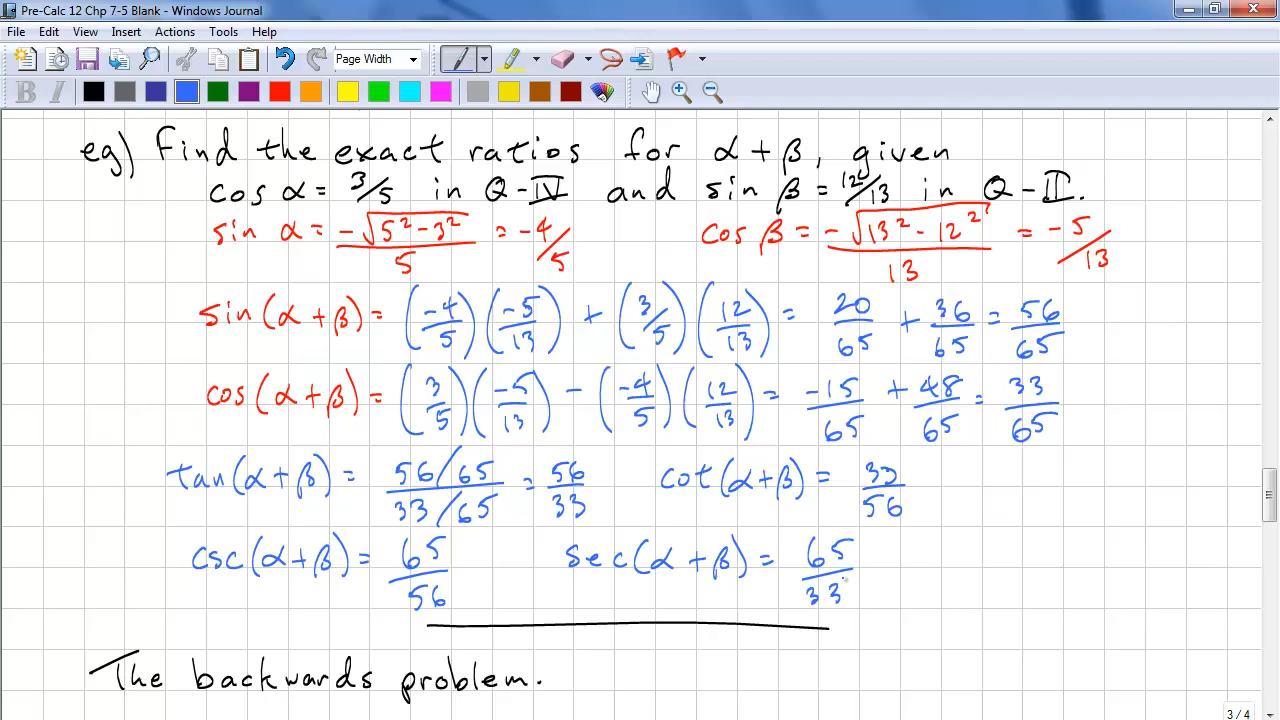 Pre-Calc 12 Chp 7-5 Blank - Windows Journal
File Edit View Insert Actions Tools Help
Page Width
eg) Find the exact ratios for α + β, given
cos α = 3/5 in Q-IV and sin β = 12/13 in Q-II.
sin α = -√(5² - 3²)/5 = -4/5 cos β = -√(13² - 12²)/13 = -5/13
sin(α + β) = (-4/5)(-5/13) + (3/5)(12/13) = 20/65 + 36/65 = 56/65
cos(α + β) = (3/5)(-5/13) - (-4/5)(12/13) = -15/65 + 48/65 = 33/65
tan(α + β) = (56/65)/(33/65) = 56/33 cot(α + β) = 33/56
csc(α + β) = 65/56 sec(α + β) = 65/33
The backwards problem.
3 / 4